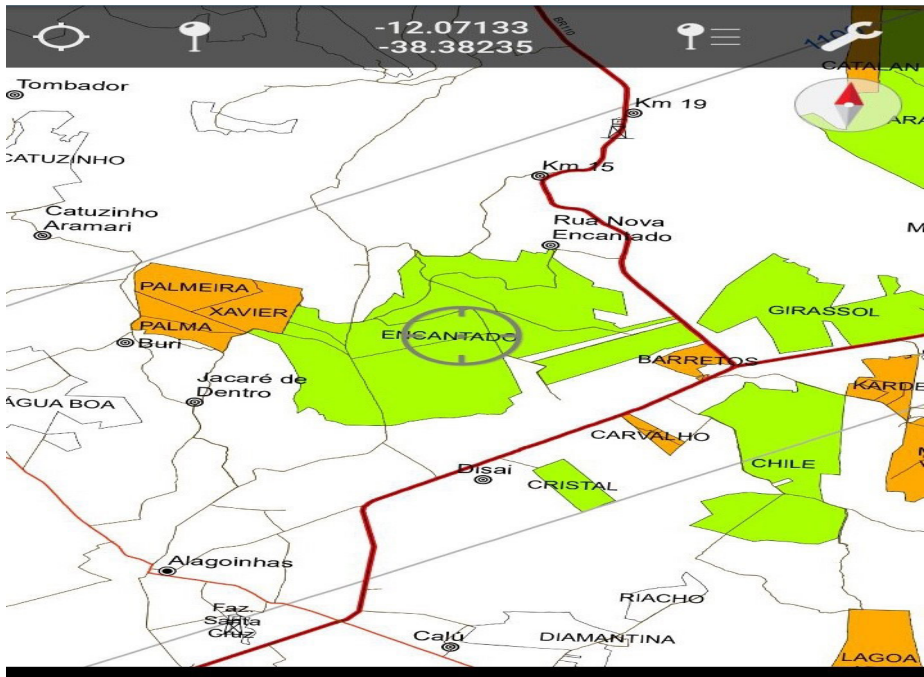 -12.07133
-38.38235
BR110
CATALAN
Tombador
Km 19
CATUZINHO
Km 15
Catuzinho
Aramari
Rua Nova
Encantado
PALMEIRA
XAVIER
GIRASSOL
PALMA
ENCANTADO
Buri
BARRETOS
Jacaré de
Dentro
KARDE
ÁGUA BOA
CARVALHO
CHILE
Disai
CRISTAL
Alagoinhas
Faz.
Santa
Cruz
RIACHO
Calú
DIAMANTINA
LAGOA